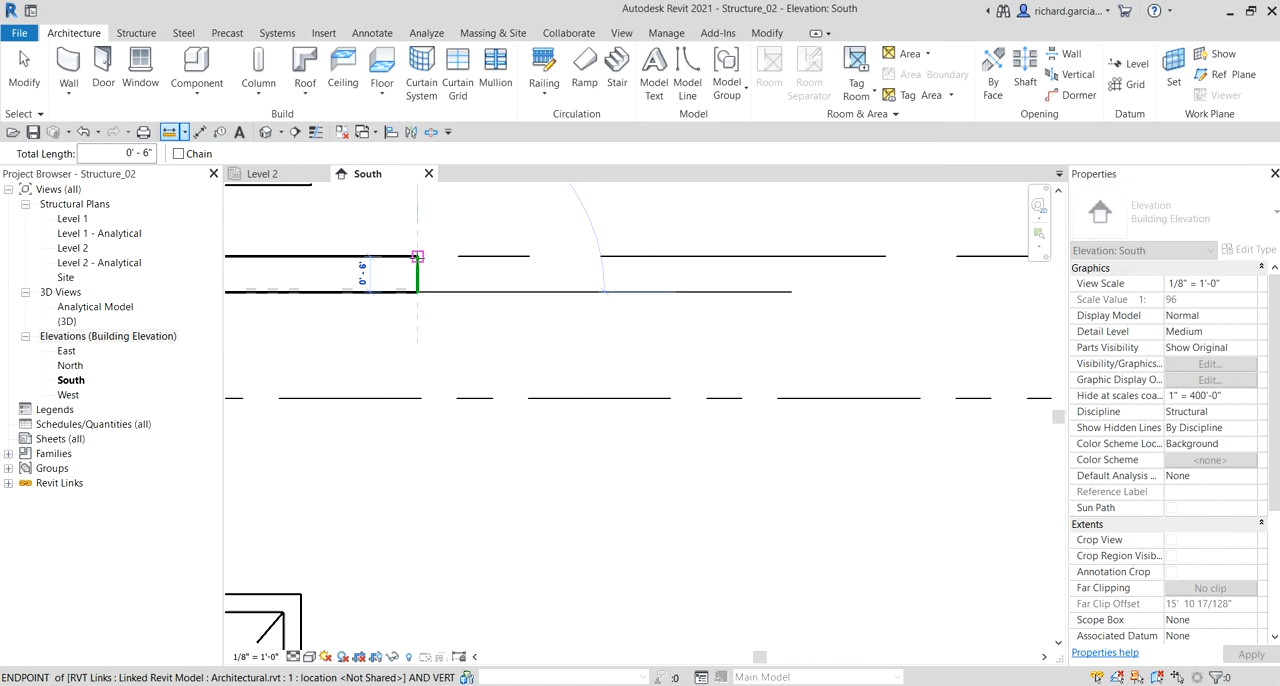 Autodesk Revit 2021 - Structure_02 - Elevation: South
richard.garcia...
File Architecture Structure Steel Precast Systems Insert Annotate Analyze Massing & Site Collaborate View Manage Add-Ins Modify
Modify Wall Door Window Component Column Roof Ceiling Floor Curtain System Curtain Grid Mullion Railing Ramp Stair Model Text Model Line Model Group Room Room Separator Tag Room
Area
Area Boundary
Tag Area
By Face Shaft
Wall
Vertical
Dormer
Level
Grid
Set
Show
Ref Plane
Viewer
Select Build Circulation Model Room & Area Opening Datum Work Plane
Total Length: 0' - 6" Chain
Project Browser - Structure_02
Level 2 South
Views (all)
Structural Plans
Level 1
Level 1 - Analytical
Level 2
Level 2 - Analytical
Site
3D Views
Analytical Model
{3D}
Elevations (Building Elevation)
East
North
South
West
Legends
Schedules/Quantities (all)
Sheets (all)
Families
Groups
Revit Links
0' - 6"
2D
Properties
Elevation
Building Elevation
Elevation: South Edit Type
Graphics
View Scale 1/8" = 1'-0"
Scale Value 1: 96
Display Model Normal
Detail Level Medium
Parts Visibility Show Original
Visibility/Graphics... Edit...
Graphic Display O... Edit...
Hide at scales coa... 1" = 400'-0"
Discipline Structural
Show Hidden Lines By Discipline
Color Scheme Loc... Background
Color Scheme <none>
Default Analysis ... None
Reference Label
Sun Path
Extents
Crop View
Crop Region Visib...
Annotation Crop
Far Clipping No clip
Far Clip Offset 15' 10 17/128"
Scope Box None
Associated Datum None
Properties help Apply
1/8" = 1'-0"
ENDPOINT of [RVT Links : Linked Revit Model : Architectural.rvt : 1 : location <Not Shared>] AND VERT
:0 Main Model :0